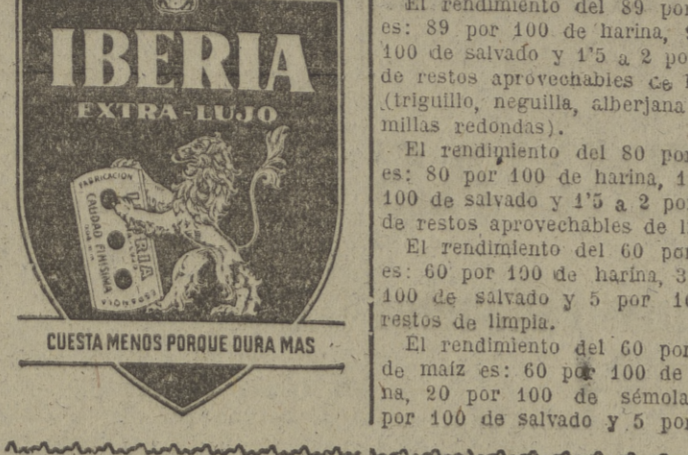 IBERIA
EXTRA-LUJO
FABRICACION
CALIDAD FINISIMA
CUESTA MENOS PORQUE DURA MAS
El rendimiento del 89 por
es: 89 por 100 de harina,
100 de salvado y 1'5 a 2 po
de restos aprovechables de
(triguillo, neguilla, alberjana
millas redondas).
El rendimiento del 80 por
es: 80 por 100 de harina, 1
100 de salvado y 1'5 a 2 po
de restos aprovechables de l
El rendimiento del 60 por
es: 60 por 100 de harina, 3
100 de salvado y 5 por 10
restos de limpia.
El rendimiento del 60 por
de maíz es: 60 por 100 de
na, 20 por 100 de sémola
por 100 de salvado y 5 por